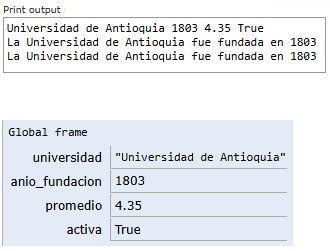 Print output
Universidad de Antioquia 1803 4.35 True
La Universidad de Antioquia fue fundada en 1803
La Universidad de Antioquia fue fundada en 1803
Global frame
universidad "Universidad de Antioquia"
anio_fundacion 1803
promedio 4.35
activa True